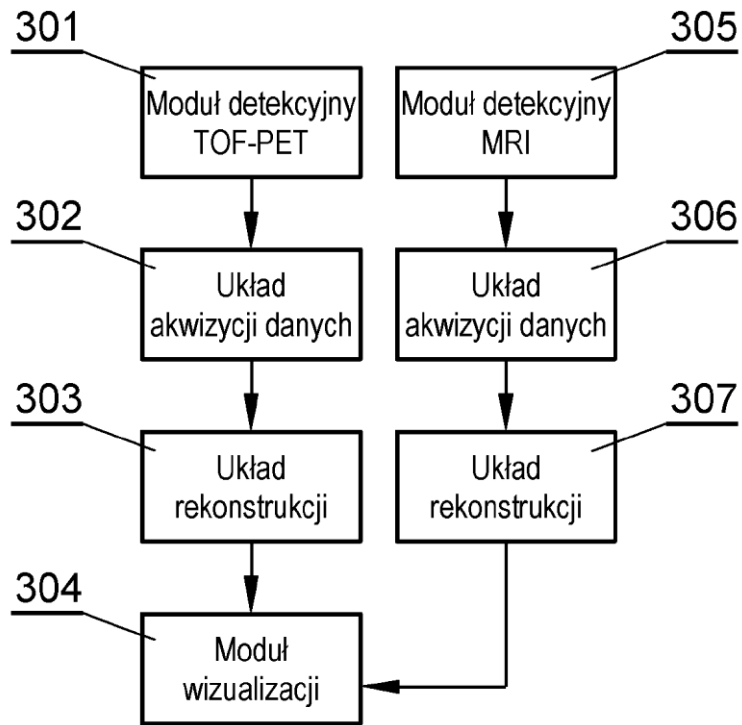 301
305
Moduł detekcyjny
TOF-PET
Moduł detekcyjny
MRI
302
306
Układ
akwizycji danych
Układ
akwizycji danych
303
307
Układ
rekonstrukcji
Układ
rekonstrukcji
304
Moduł
wizualizacji